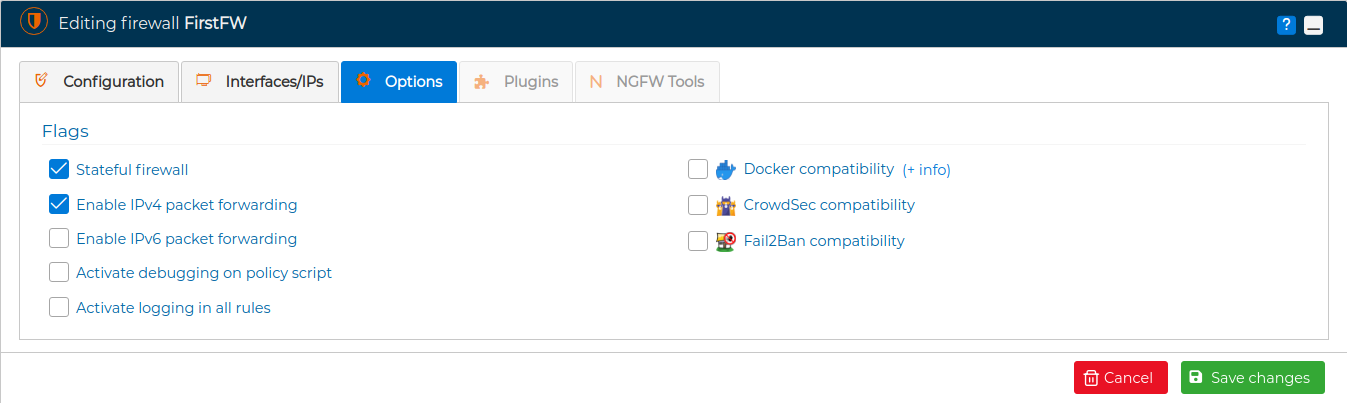 Editing firewall FirstFW
?
Configuration
Interfaces/IPs
Options
Plugins
N NGFW Tools
Flags
Stateful firewall
Enable IPv4 packet forwarding
Enable IPv6 packet forwarding
Activate debugging on policy script
Activate logging in all rules
Docker compatibility (+ info)
CrowdSec compatibility
Fail2Ban compatibility
Cancel
Save changes